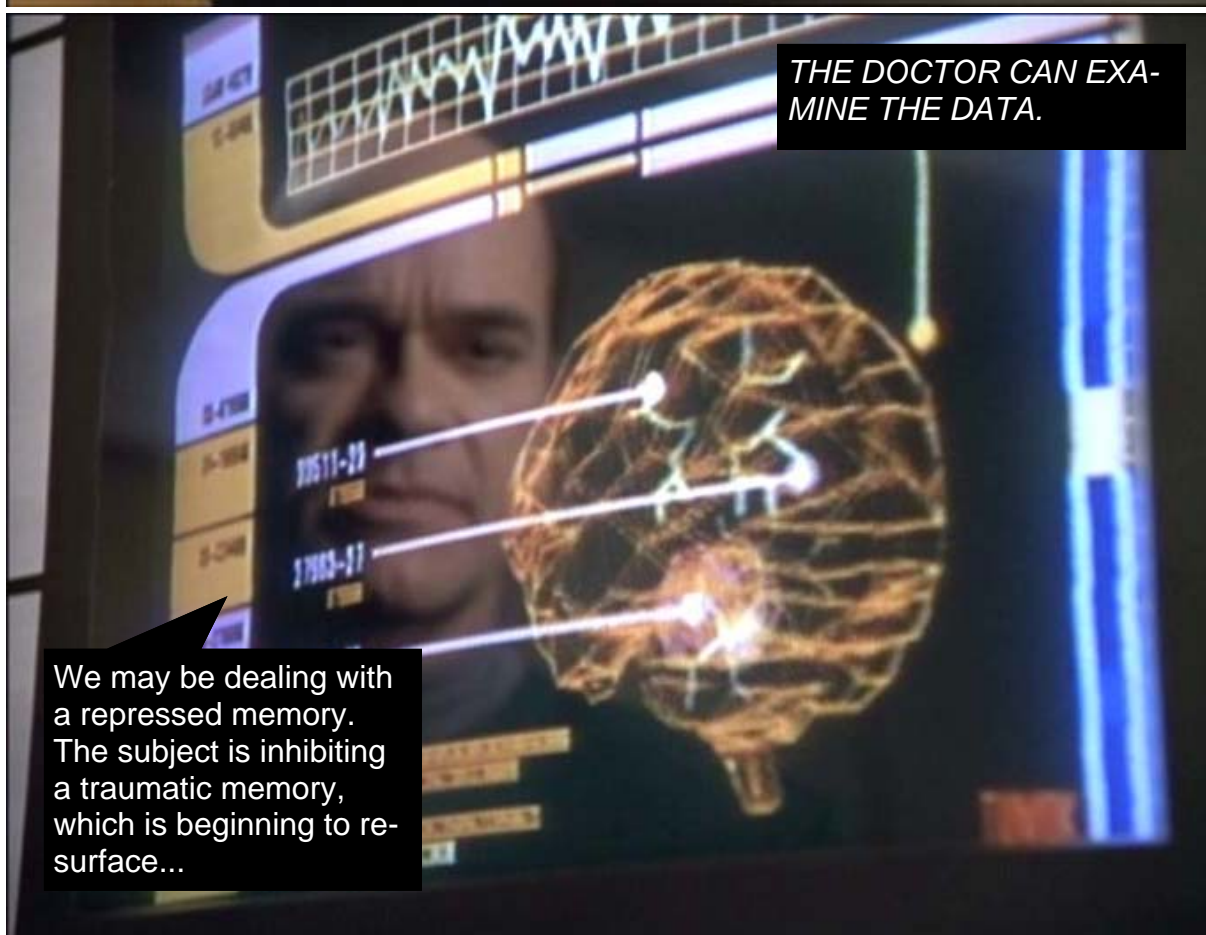 THE DOCTOR CAN EXA-
MINE THE DATA.
We may be dealing with
a repressed memory.
The subject is inhibiting
a traumatic memory,
which is beginning to re-
surface...